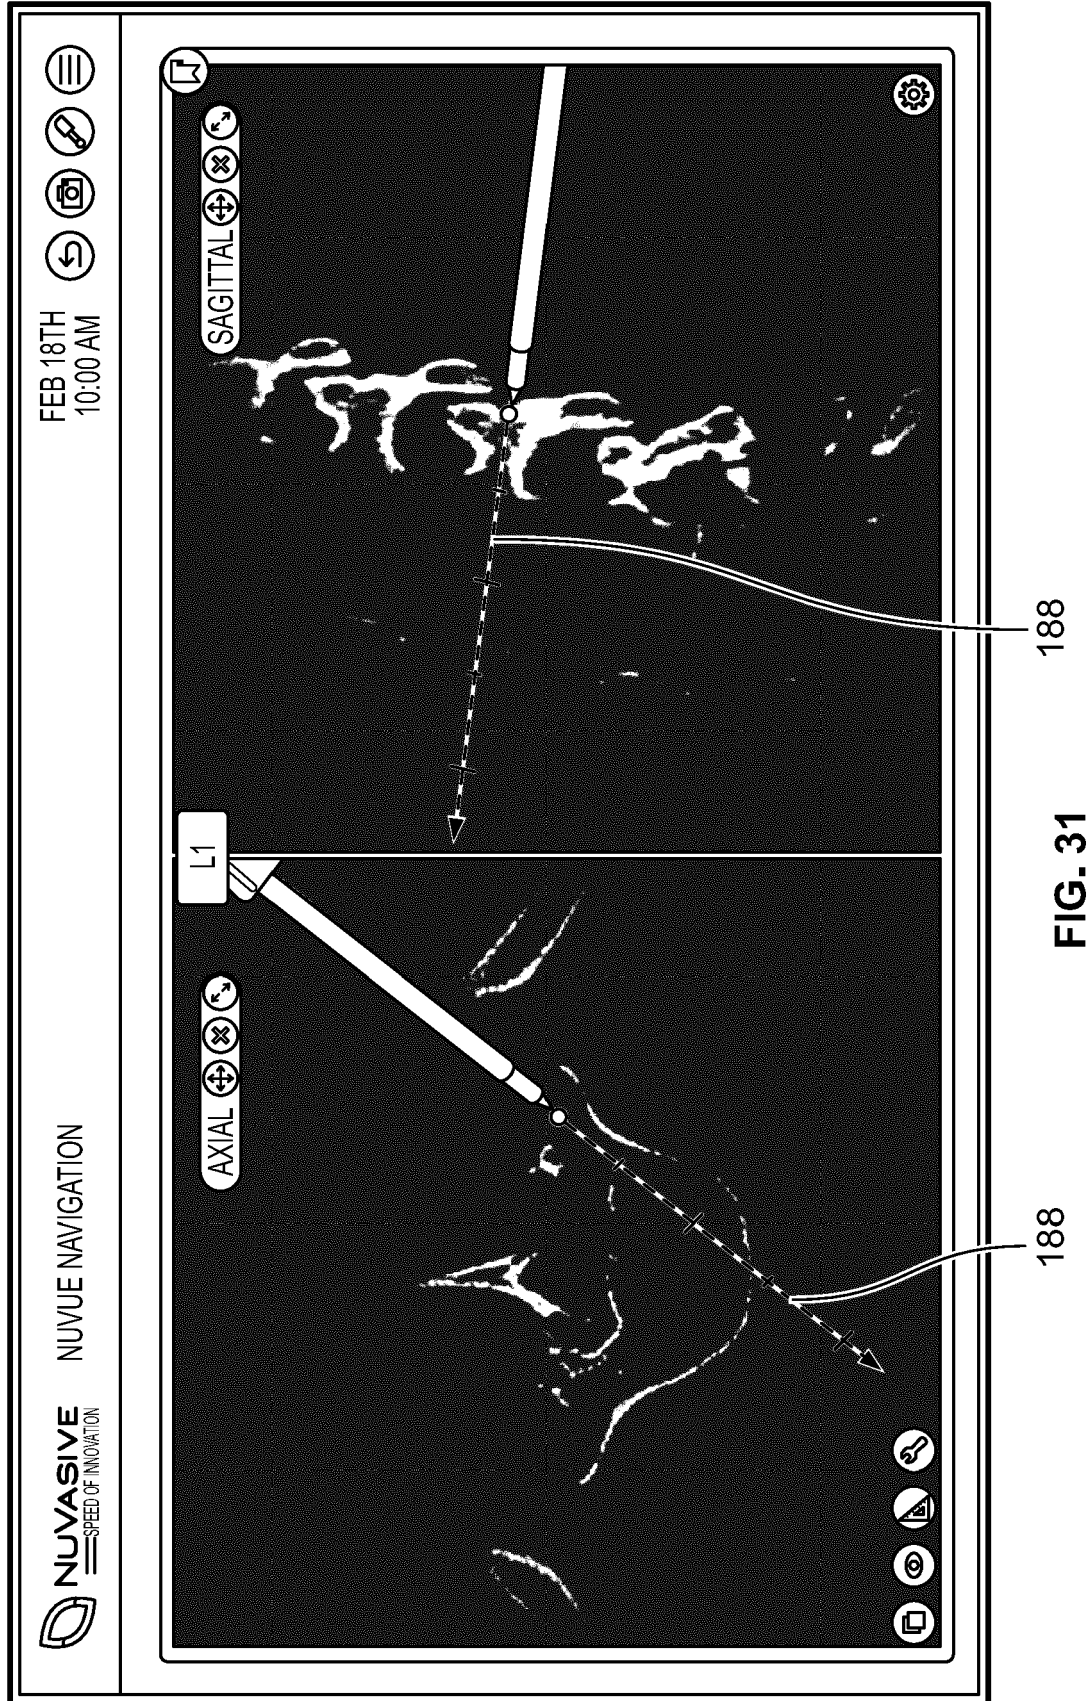 NUVASIVE
SPEED OF INNOVATION
NUVUE NAVIGATION
FEB 18TH
10:00 AM
L1
AXIAL
SAGITTAL
188
188
FIG. 31